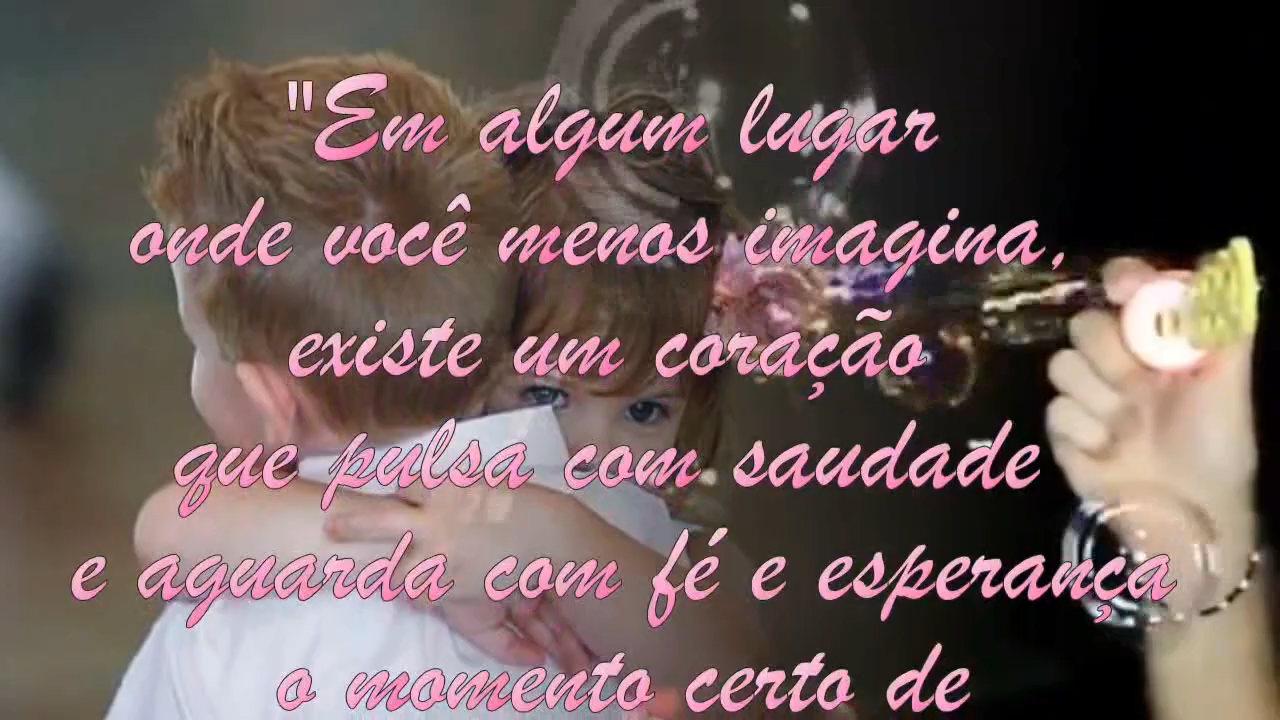 "Em algum lugar
onde você menos imagina,
existe um coração
que pulsa com saudade
e aguarda com fé e esperança
o momento certo de